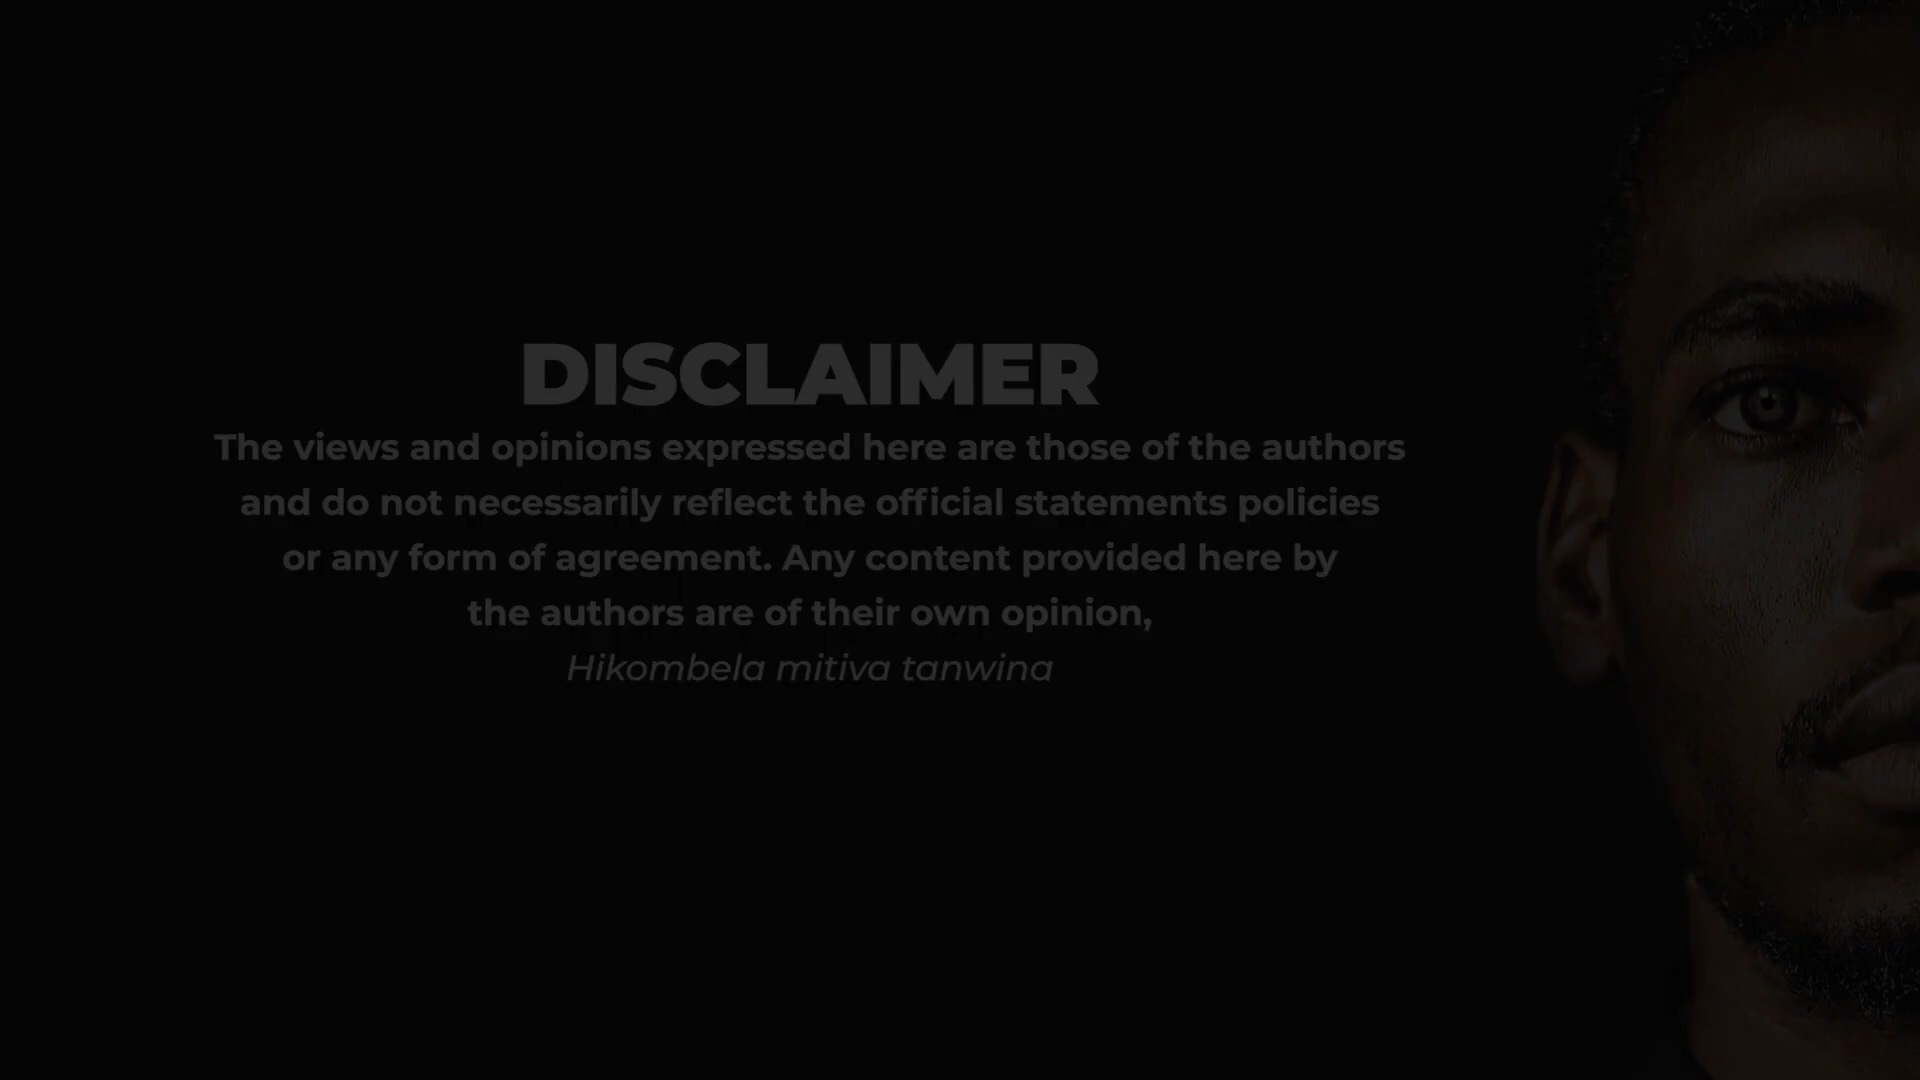 DISCLAIMER
The views and opinions expressed here are those of the authors
and do not necessarily reflect the official statements policies
or any form of agreement. Any content provided here by
the authors are of their own opinion,
Hikombela mitiva tanwina